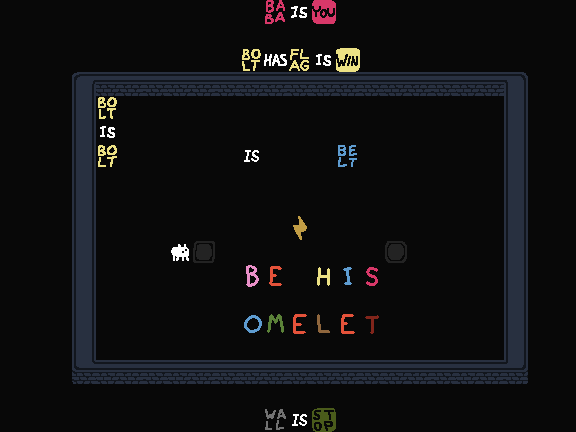 BABA IS YOU
BOLT HAS FLAG IS WIN
BOLT
IS
BOLT IS BELT
BE HIS
OMELET
WALL IS STOP